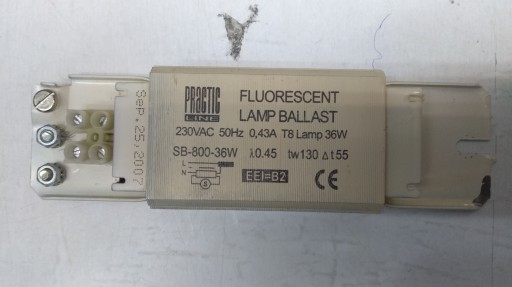 SeP. 25, 2007
PRACTIC
LINE
FLUORESCENT
LAMP BALLAST
230VAC 50Hz 0,43A T8 Lamp 36W
SB-800-36W λ0.45 tw130 Δt55
L
N
EEI=B2
CE